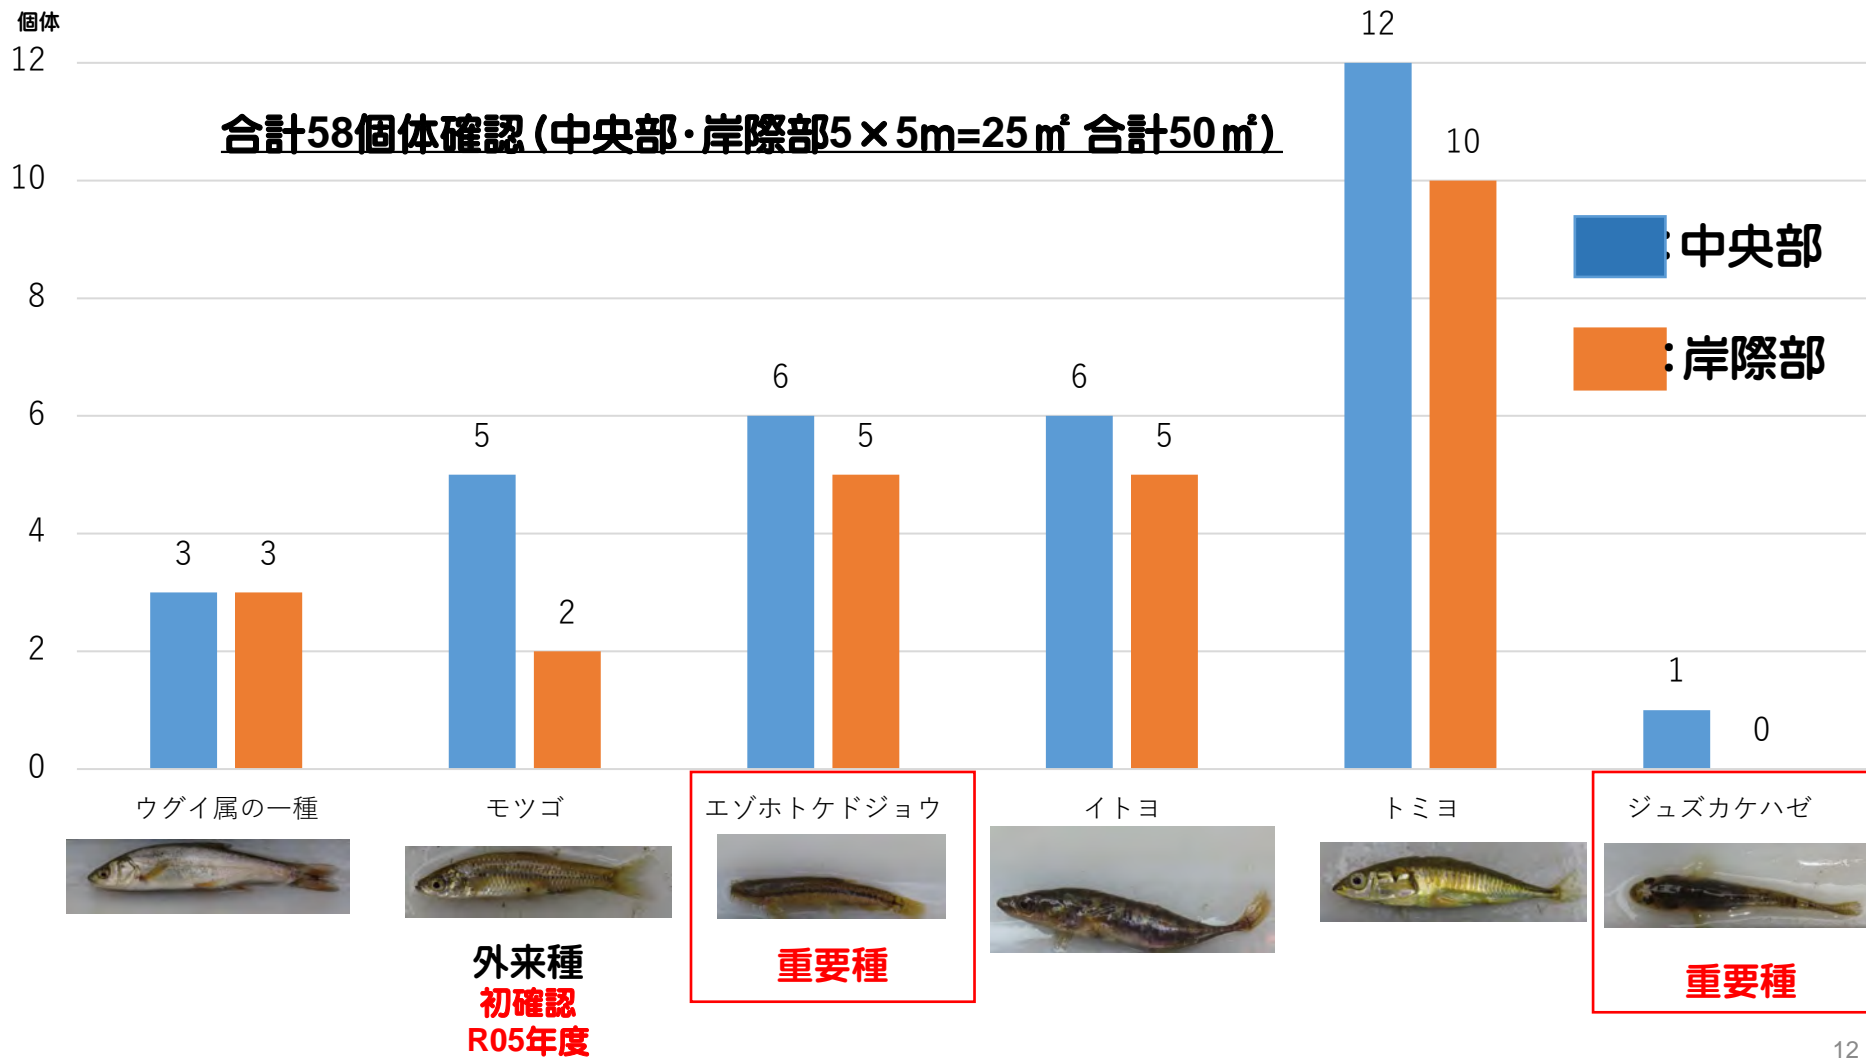 個体
12
10
8
6
4
2
0
合計58個体確認（中央部・岸際部5×5m=25㎡ 合計50㎡）
：中央部
：岸際部
3
3
5
2
6
5
6
5
12
10
1
0
ウグイ属の一種
モツゴ
エゾホトケドジョウ
イトヨ
トミヨ
ジュズカケハゼ
外来種
初確認
R05年度
重要種
重要種
12